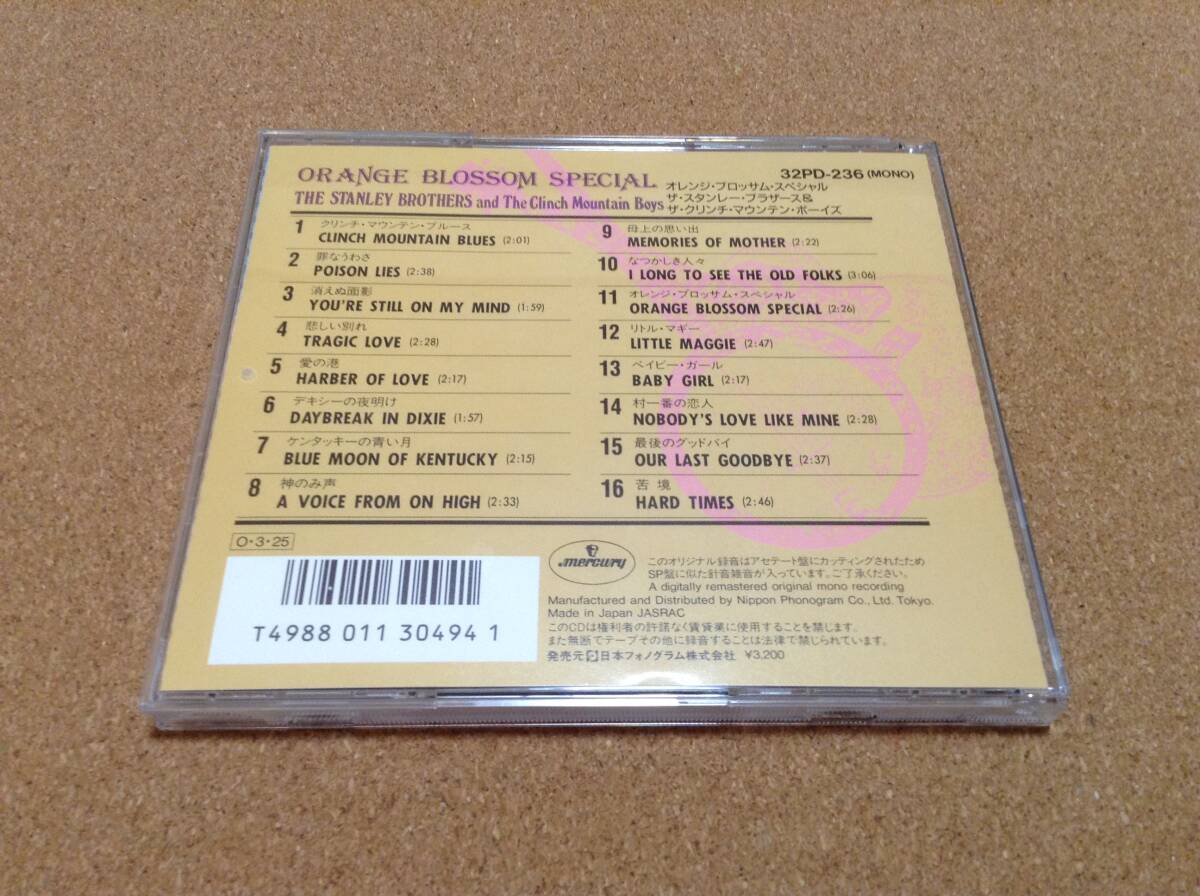 ORANGE BLOSSOM SPECIAL
THE STANLEY BROTHERS and The Clinch Mountain Boys
32PD-236 (MONO)
オレンジ・ブロッサム・スペシャル
ザ・スタンレー・ブラザース&
ザ・クリンチ・マウンテン・ボーイズ
1 クリンチ・マウンテン・ブルース
CLINCH MOUNTAIN BLUES (2:01)
2 罪なうわさ
POISON LIES (2:38)
3 消えぬ面影
YOU'RE STILL ON MY MIND (1:59)
4 悲しい別れ
TRAGIC LOVE (2:28)
5 愛の港
HARBER OF LOVE (2:17)
6 デキシーの夜明け
DAYBREAK IN DIXIE (1:57)
7 ケンタッキーの青い月
BLUE MOON OF KENTUCKY (2:15)
8 神のみ声
A VOICE FROM ON HIGH (2:33)
9 母上の思い出
MEMORIES OF MOTHER (2:22)
10 なつかしき人々
I LONG TO SEE THE OLD FOLKS (3:06)
11 オレンジ・ブロッサム・スペシャル
ORANGE BLOSSOM SPECIAL (2:26)
12 リトル・マギー
LITTLE MAGGIE (2:47)
13 ベイビー・ガール
BABY GIRL (2:17)
14 村一番の恋人
NOBODY'S LOVE LIKE MINE (2:28)
15 最後のグッドバイ
OUR LAST GOODBYE (2:37)
16 苦境
HARD TIMES (2:46)
O・3・25
T4988 011 30494 1
mercury
このオリジナル録音はアセテート盤にカッティングされたため
SP盤に似た針音雑音が入っています。ご了承ください。
A digitally remastered original mono recording
Manufactured and Distributed by Nippon Phonogram Co., Ltd. Tokyo.
Made in Japan JASRAC
このCDは権利者の許諾なく賃貸業に使用することを禁じます。
また無断でテープその他に録音することは法律で禁じられています。
発売元 日本フォノグラム株式会社 ¥3,200